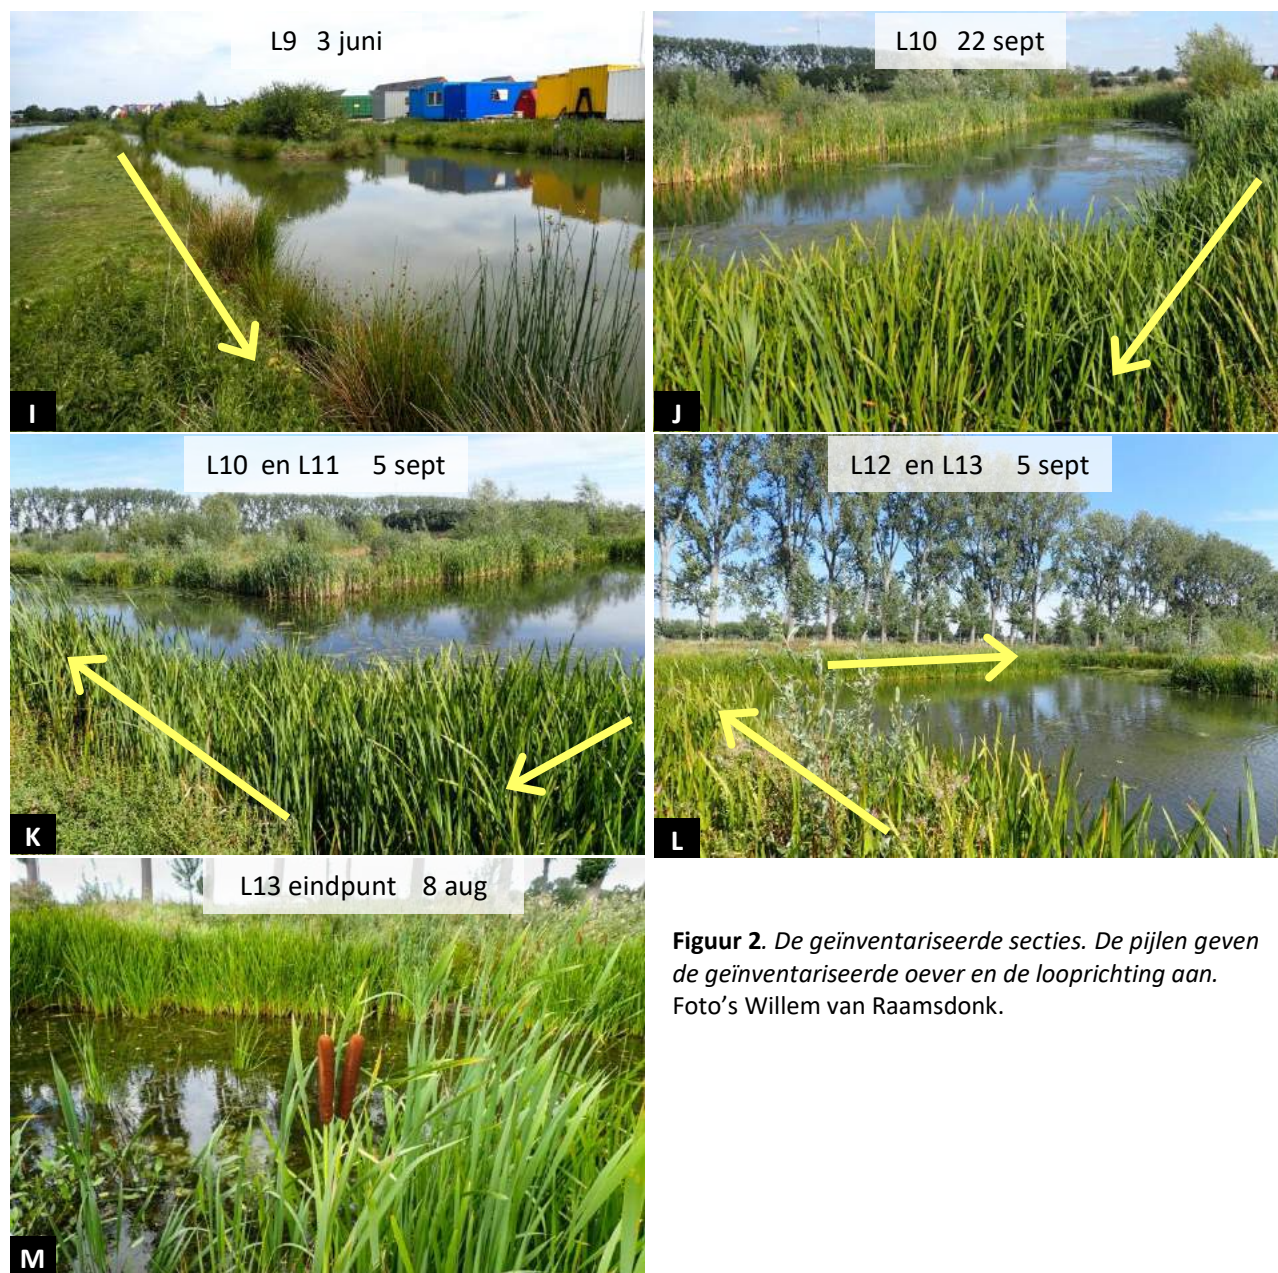 L9 3 juni
I
L10 22 sept
J
L10 en L11 5 sept
K
L12 en L13 5 sept
L
L13 eindpunt 8 aug
M
Figuur 2. De geïnventariseerde secties. De pijlen geven
de geïnventariseerde oever en de looprichting aan.
Foto's Willem van Raamsdonk.